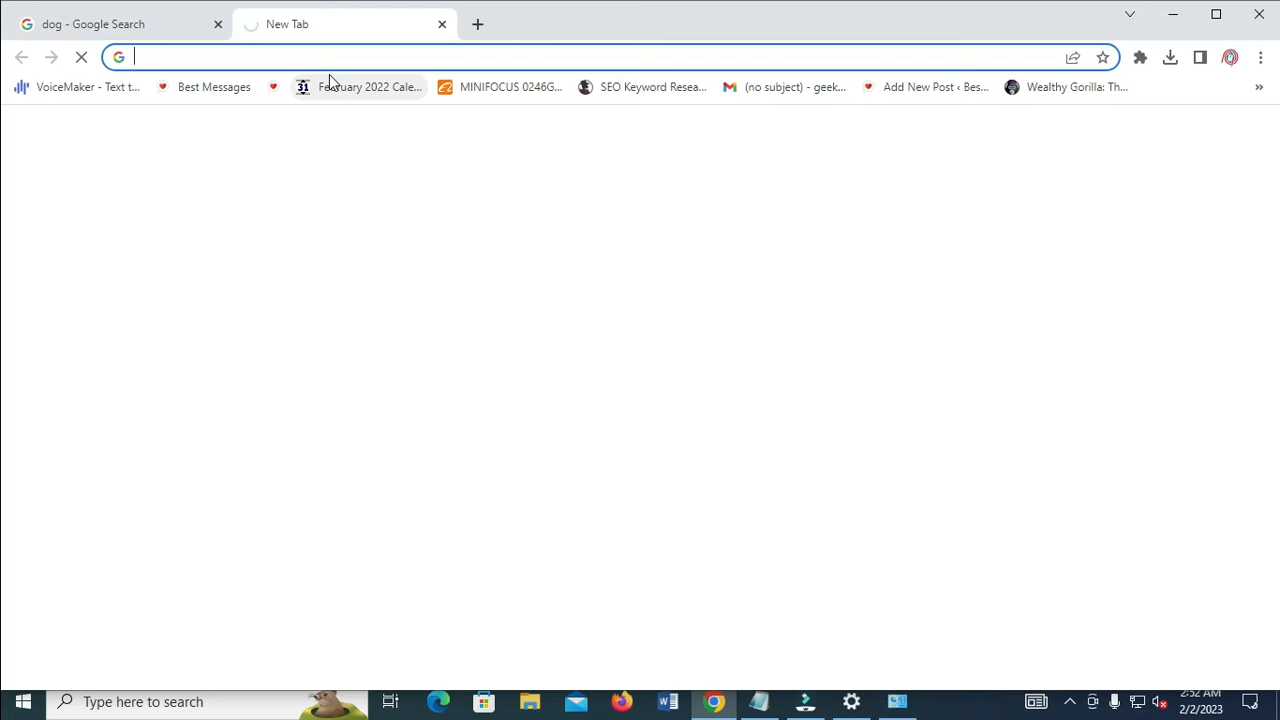 dog - Google Search
New Tab
VoiceMaker - Text t...
Best Messages
31
February 2022 Cale...
MINIFOCUS 0246G...
SEO Keyword Resea...
(no subject) - geek...
Add New Post ‹ Bes...
Wealthy Gorilla: Th...
Type here to search
2:52 AM
2/2/2023